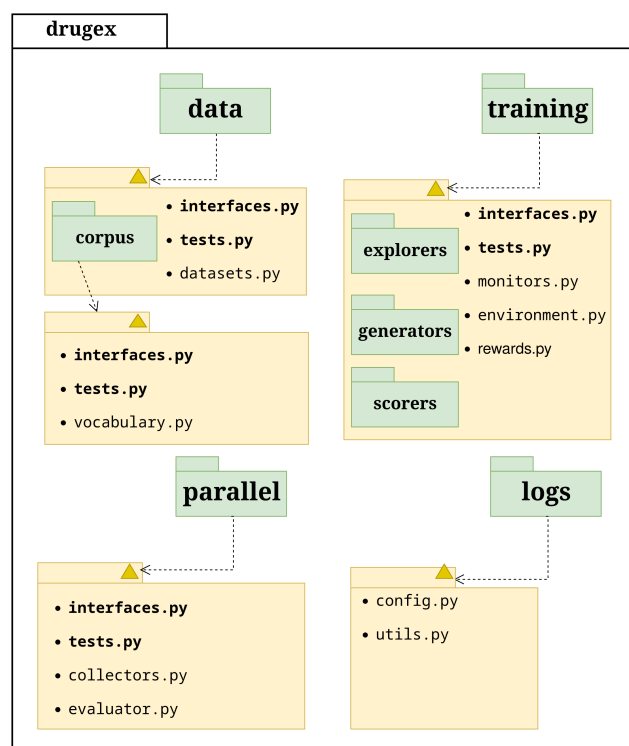 drugex
data
corpus
• interfaces.py
• tests.py
• datasets.py
• interfaces.py
• tests.py
• vocabulary.py
training
explorers
generators
scorers
• interfaces.py
• tests.py
• monitors.py
• environment.py
• rewards.py
parallel
• interfaces.py
• tests.py
• collectors.py
• evaluator.py
logs
• config.py
• utils.py